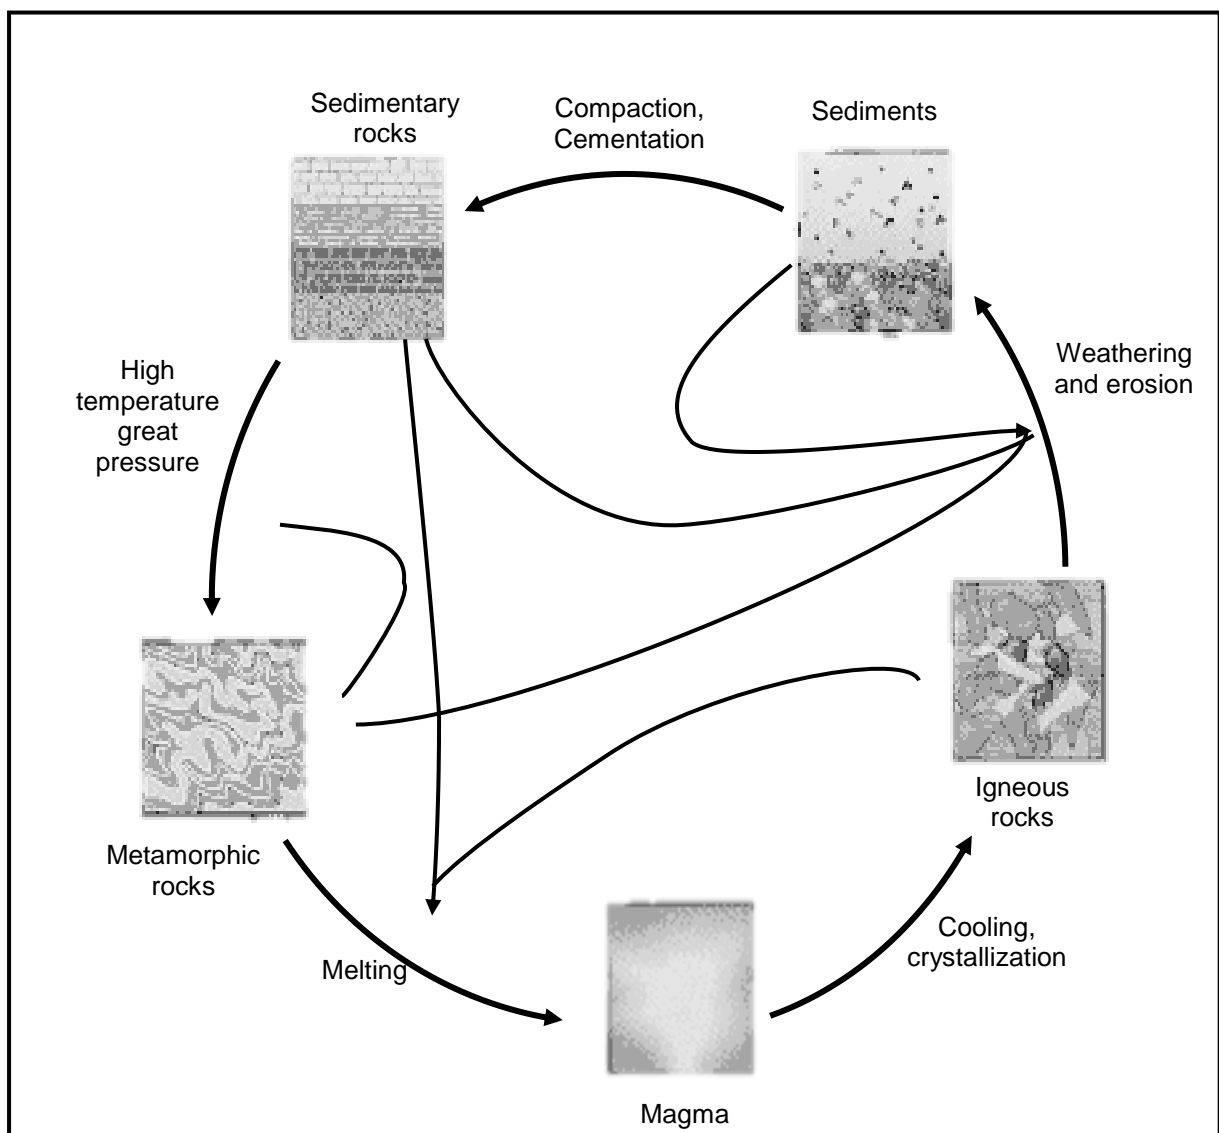 Sedimentary
rocks
Compaction,
Cementation
Sediments
High
temperature
great
pressure
Weathering
and erosion
Metamorphic
rocks
Igneous
rocks
Melting
Cooling,
crystallization
Magma